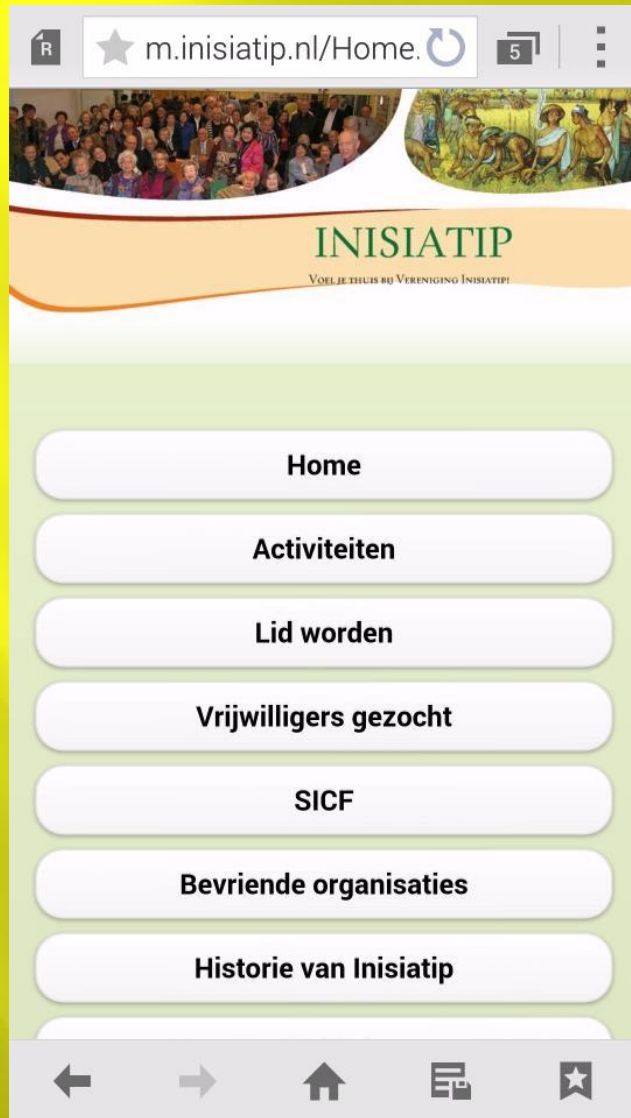 R
m.inisiatip.nl/Home.
5
INISIATIP
Voel je thuis bij Vereniging Inisiatip!
Home
Activiteiten
Lid worden
Vrijwilligers gezocht
SICF
Bevriende organisaties
Historie van Inisiatip